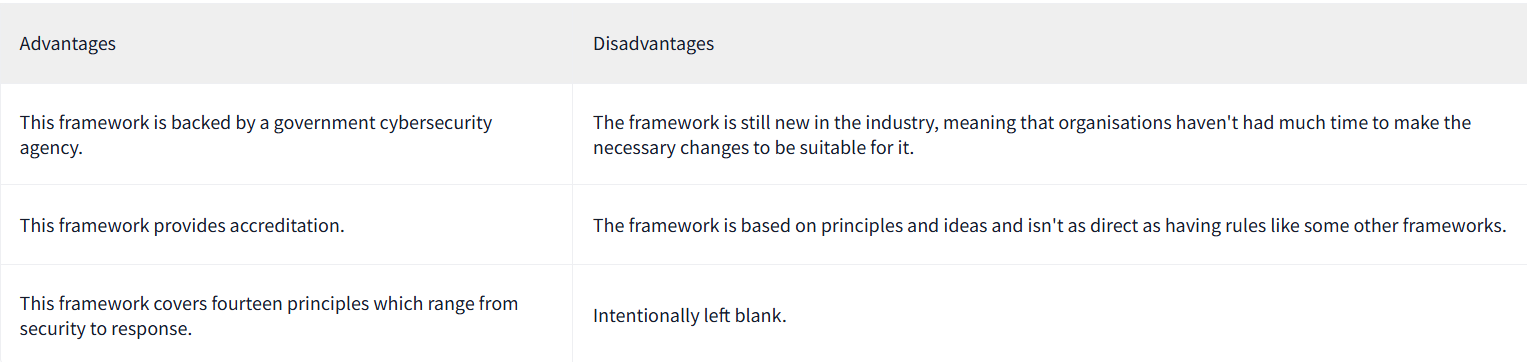 Advantages
Disadvantages
This framework is backed by a government cybersecurity
agency.
The framework is still new in the industry, meaning that organisations haven't had much time to make the
necessary changes to be suitable for it.
This framework provides accreditation.
The framework is based on principles and ideas and isn't as direct as having rules like some other frameworks.
This framework covers fourteen principles which range from
security to response.
Intentionally left blank.